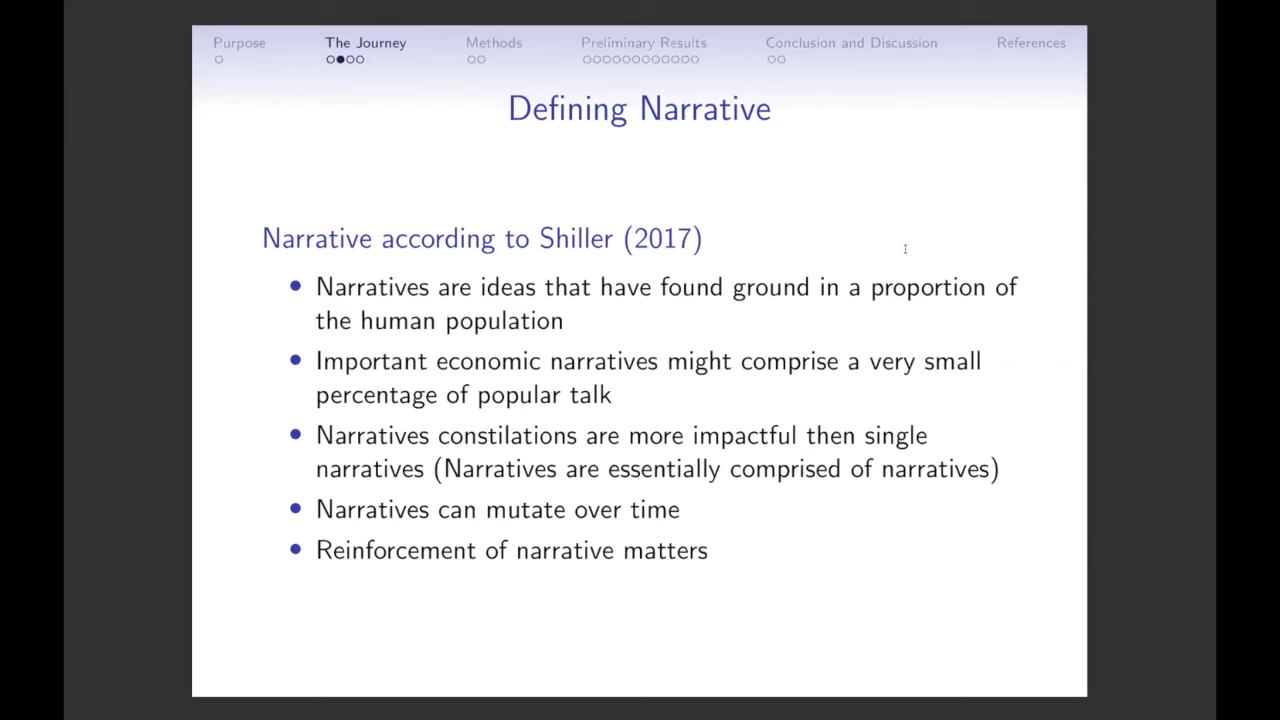 Purpose The Journey Methods Preliminary Results Conclusion and Discussion References
Defining Narrative
Narrative according to Shiller (2017)
Narratives are ideas that have found ground in a proportion of
the human population
Important economic narratives might comprise a very small
percentage of popular talk
Narratives constilations are more impactful then single
narratives (Narratives are essentially comprised of narratives)
Narratives can mutate over time
Reinforcement of narrative matters